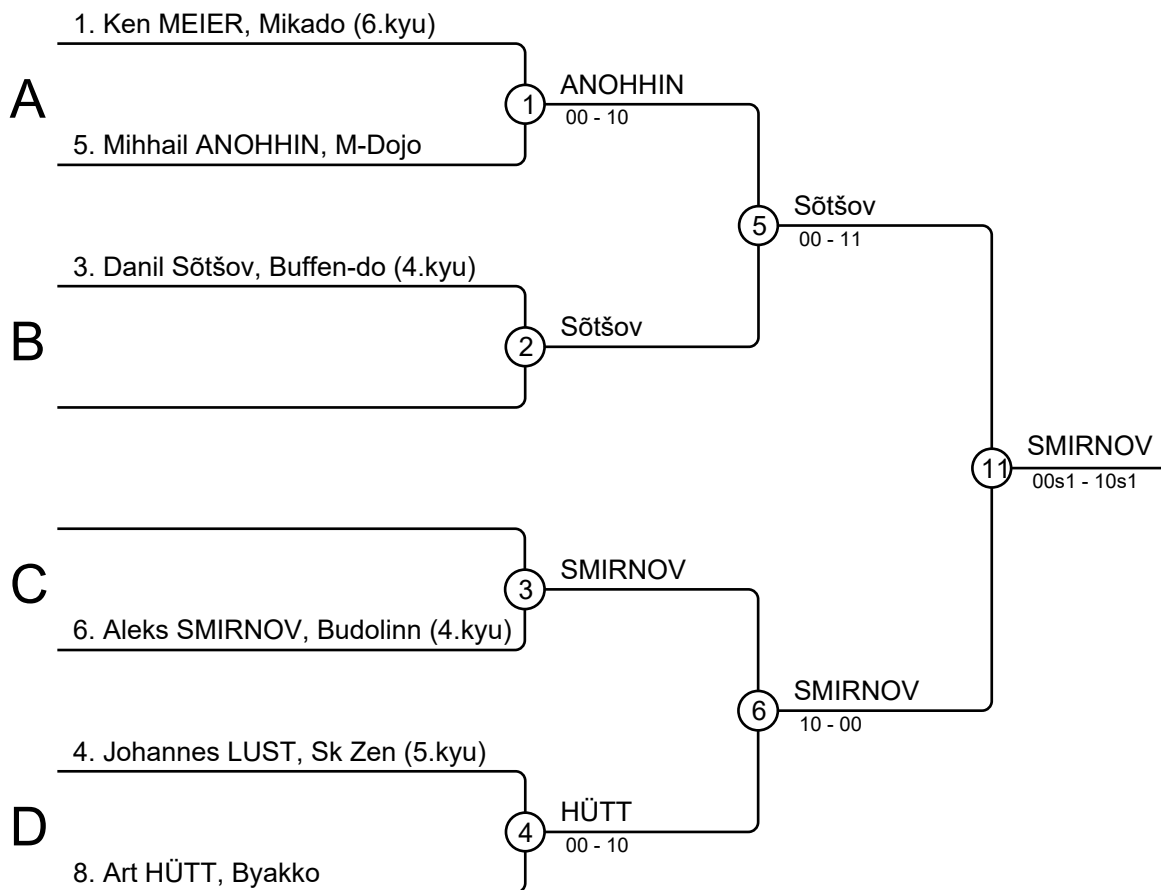 1. Ken MEIER, Mikado (6.kyu)
A
1
ANOHHIN
00 - 10
5. Mihhail ANOHHIN, M-Dojo
5
Sõtšov
00 - 11
3. Danil Sõtšov, Buffen-do (4.kyu)
B
2
Sõtšov
11
SMIRNOV
00s1 - 10s1
C
3
SMIRNOV
6. Aleks SMIRNOV, Budolinn (4.kyu)
6
SMIRNOV
10 - 00
4. Johannes LUST, Sk Zen (5.kyu)
D
4
HÜTT
00 - 10
8. Art HÜTT, Byakko